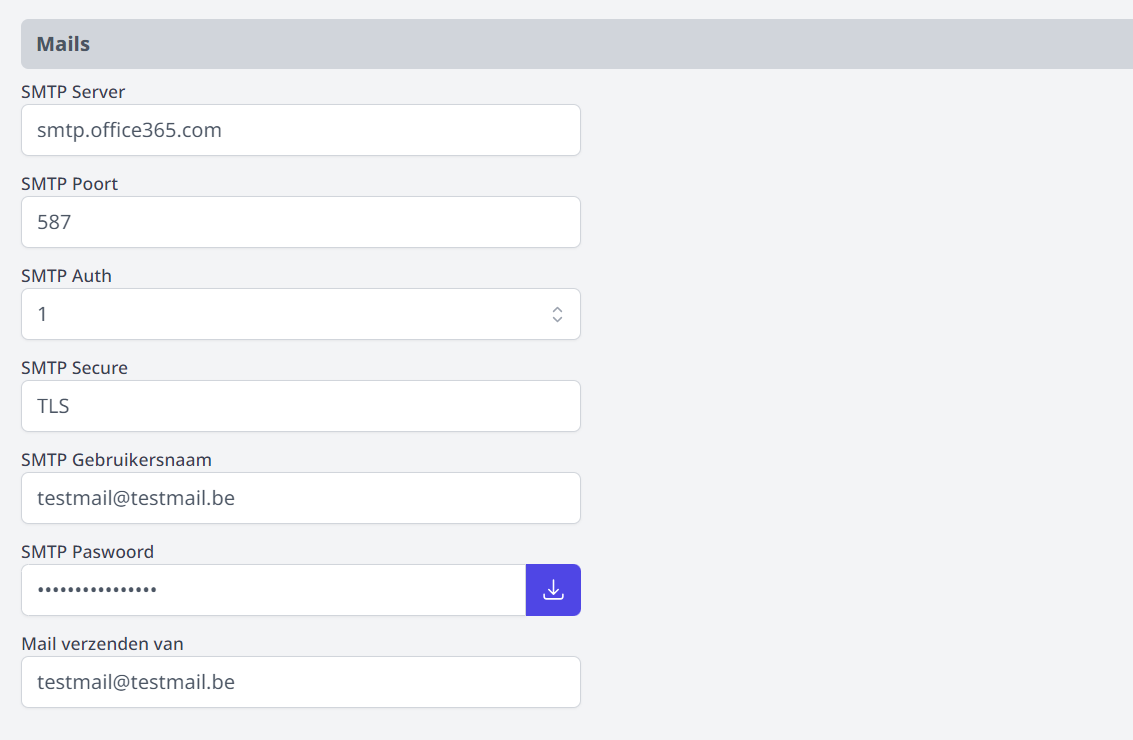 Mails
SMTP Server
smtp.office365.com
SMTP Poort
587
SMTP Auth
1
SMTP Secure
TLS
SMTP Gebruikersnaam
testmail@testmail.be
SMTP Paswoord
••••••••••••••••
Mail verzenden van
testmail@testmail.be